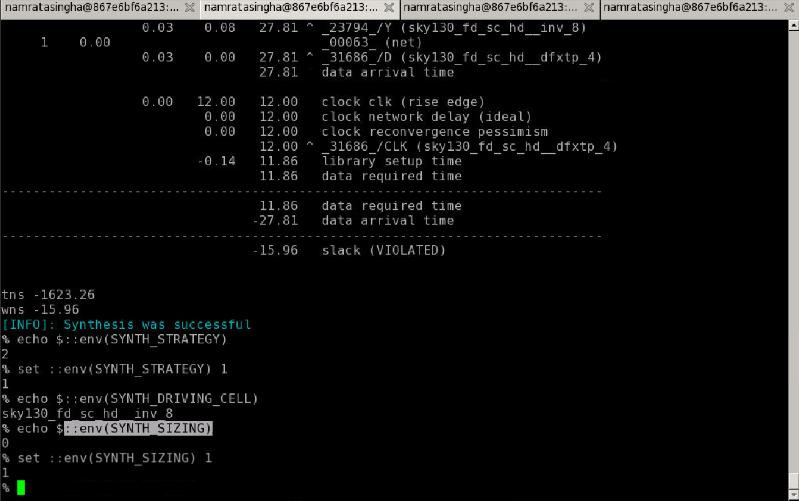 namratasingha@867e6bf6a213:... namratasingha@867e6bf6a213:... namratasingha@867e6bf6a213:... namratasingha@867e6bf6a213:...
0.03 0.08 27.81 ^ _23794_/Y (sky130_fd_sc_hd__inv_8)
1 0.00 _00063_ (net)
0.03 0.00 27.81 ^ _31686_/D (sky130_fd_sc_hd__dfxtp_4)
27.81 data arrival time
0.00 12.00 12.00 clock clk (rise edge)
0.00 12.00 clock network delay (ideal)
0.00 12.00 clock reconvergence pessimism
12.00 ^ _31686_/CLK (sky130_fd_sc_hd__dfxtp_4)
-0.14 11.86 library setup time
11.86 data required time
-----------------------------------------------------------------------------
11.86 data required time
-27.81 data arrival time
-----------------------------------------------------------------------------
-15.96 slack (VIOLATED)
tns -1623.26
wns -15.96
[INFO]: Synthesis was successful
% echo $::env(SYNTH_STRATEGY)
2
% set ::env(SYNTH_STRATEGY) 1
1
% echo $::env(SYNTH_DRIVING_CELL)
sky130_fd_sc_hd__inv_8
% echo $::env(SYNTH_SIZING)
0
% set ::env(SYNTH_SIZING) 1
1
%